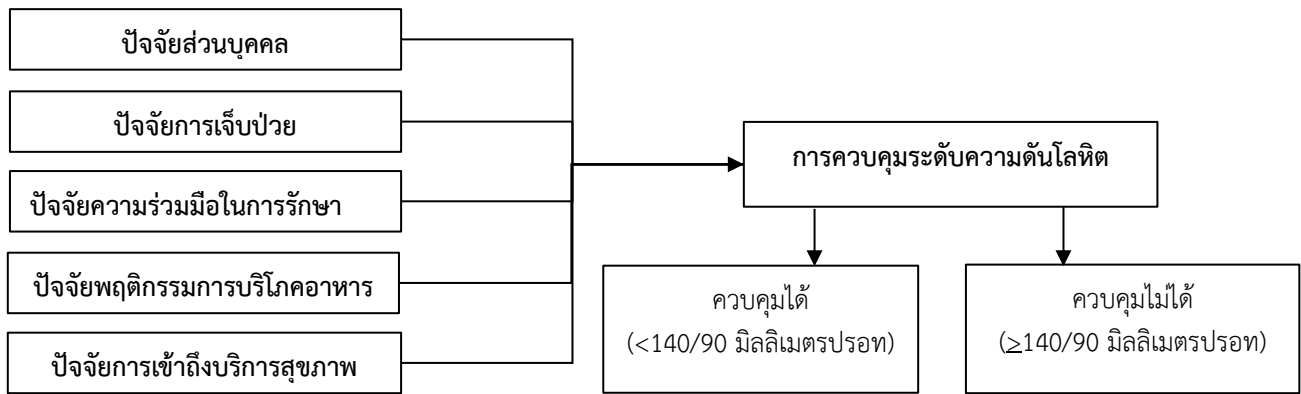 ปัจจัยส่วนบุคคล
ปัจจัยการเจ็บป่วย
ปัจจัยความร่วมมือในการรักษา
ปัจจัยพฤติกรรมการบริโภคอาหาร
ปัจจัยการเข้าถึงบริการสุขภาพ
การควบคุมระดับความดันโลหิต
ควบคุมได้
(<140/90 มิลลิเมตรปรอท)
ควบคุมไม่ได้
(≥140/90 มิลลิเมตรปรอท)